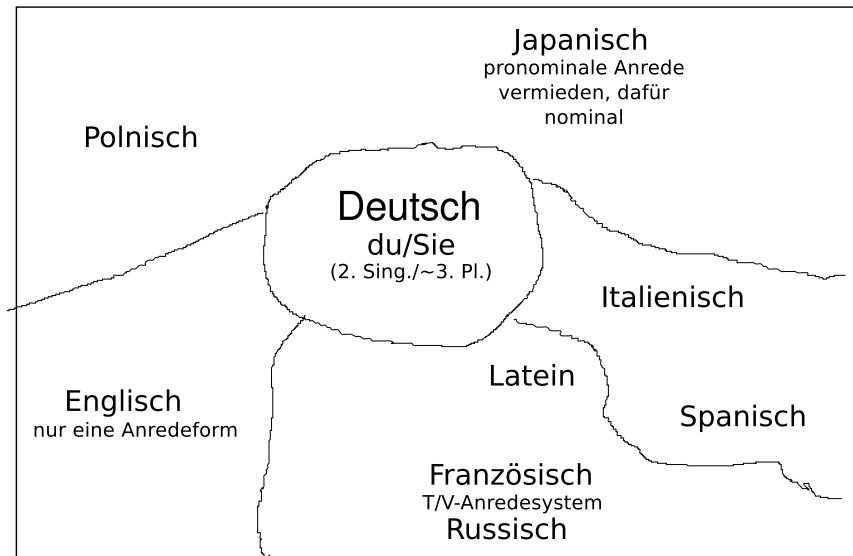 Japanisch
pronominale Anrede
vermieden, dafür
nominal
Polnisch
Deutsch
du/Sie
(2. Sing./~3. Pl.)
Italienisch
Latein
Englisch
nur eine Anredeform
Spanisch
Französisch
T/V-Anredesystem
Russisch